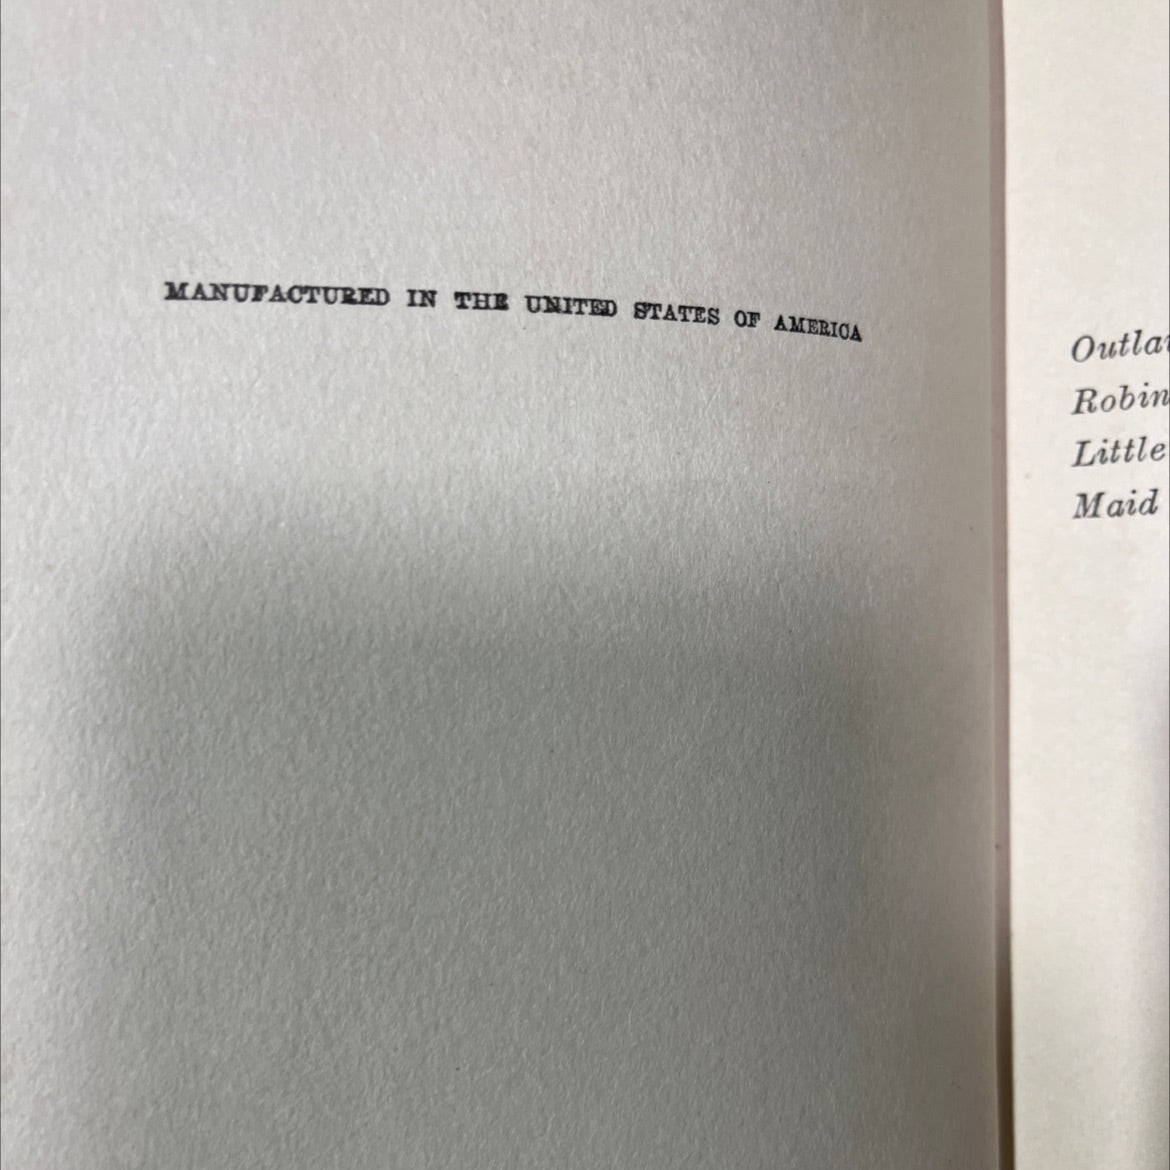 MANUFACTURED IN THE UNITED STATES OF AMERICA
Robin
Little
Maid